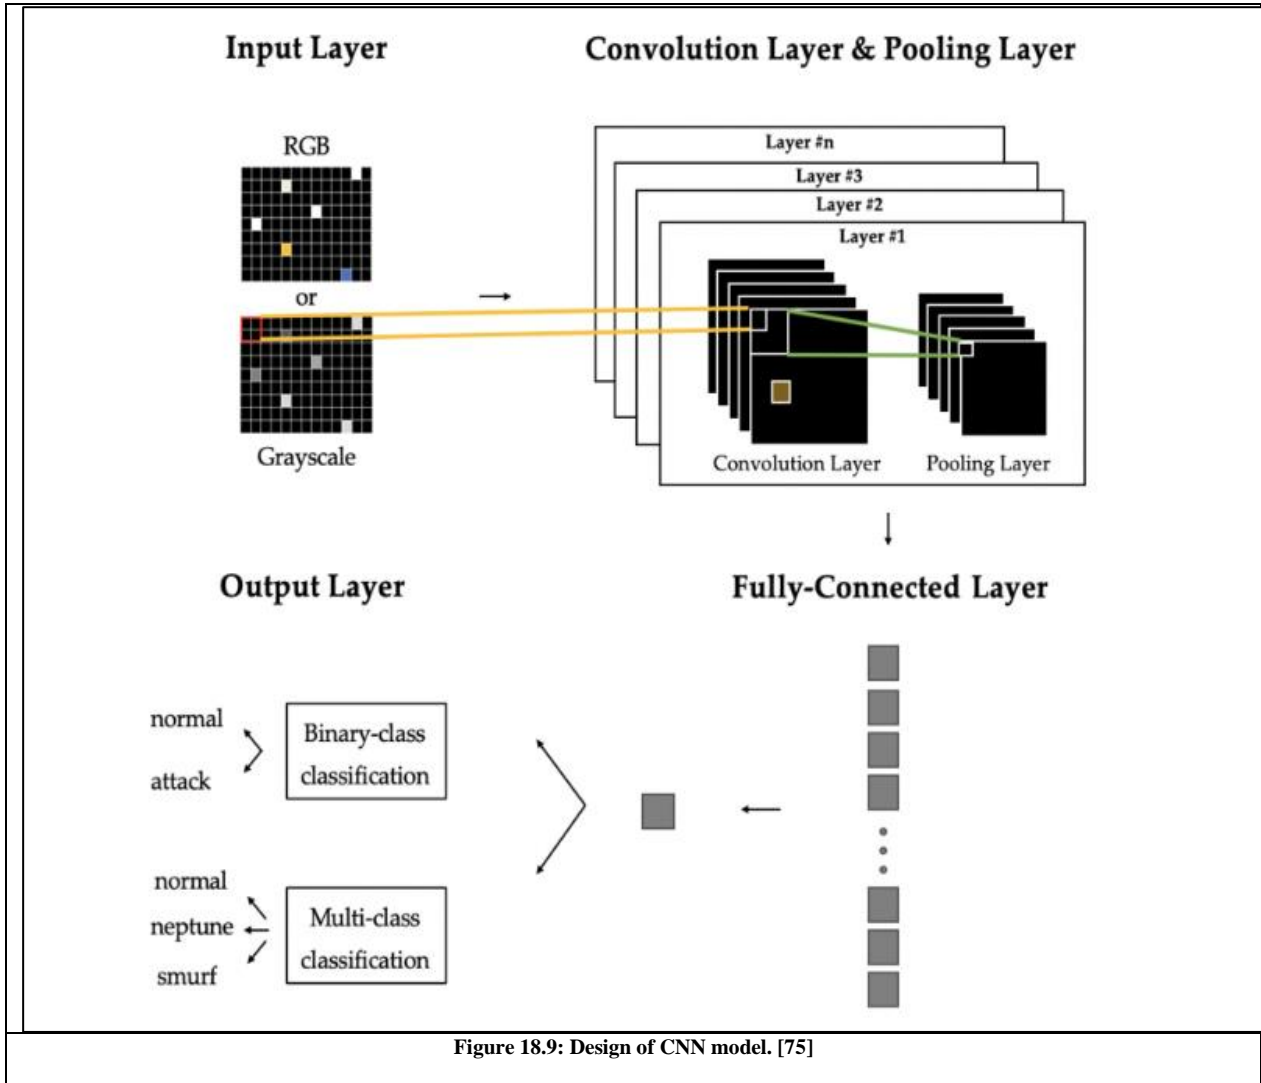 Input Layer
Convolution Layer & Pooling Layer
RGB
or
Grayscale
Layer #n
Layer #3
Layer #2
Layer #1
Convolution Layer
Pooling Layer
Output Layer
Fully-Connected Layer
normal
attack
Binary-class
classification
normal
neptune
smurf
Multi-class
classification
Figure 18.9: Design of CNN model. [75]